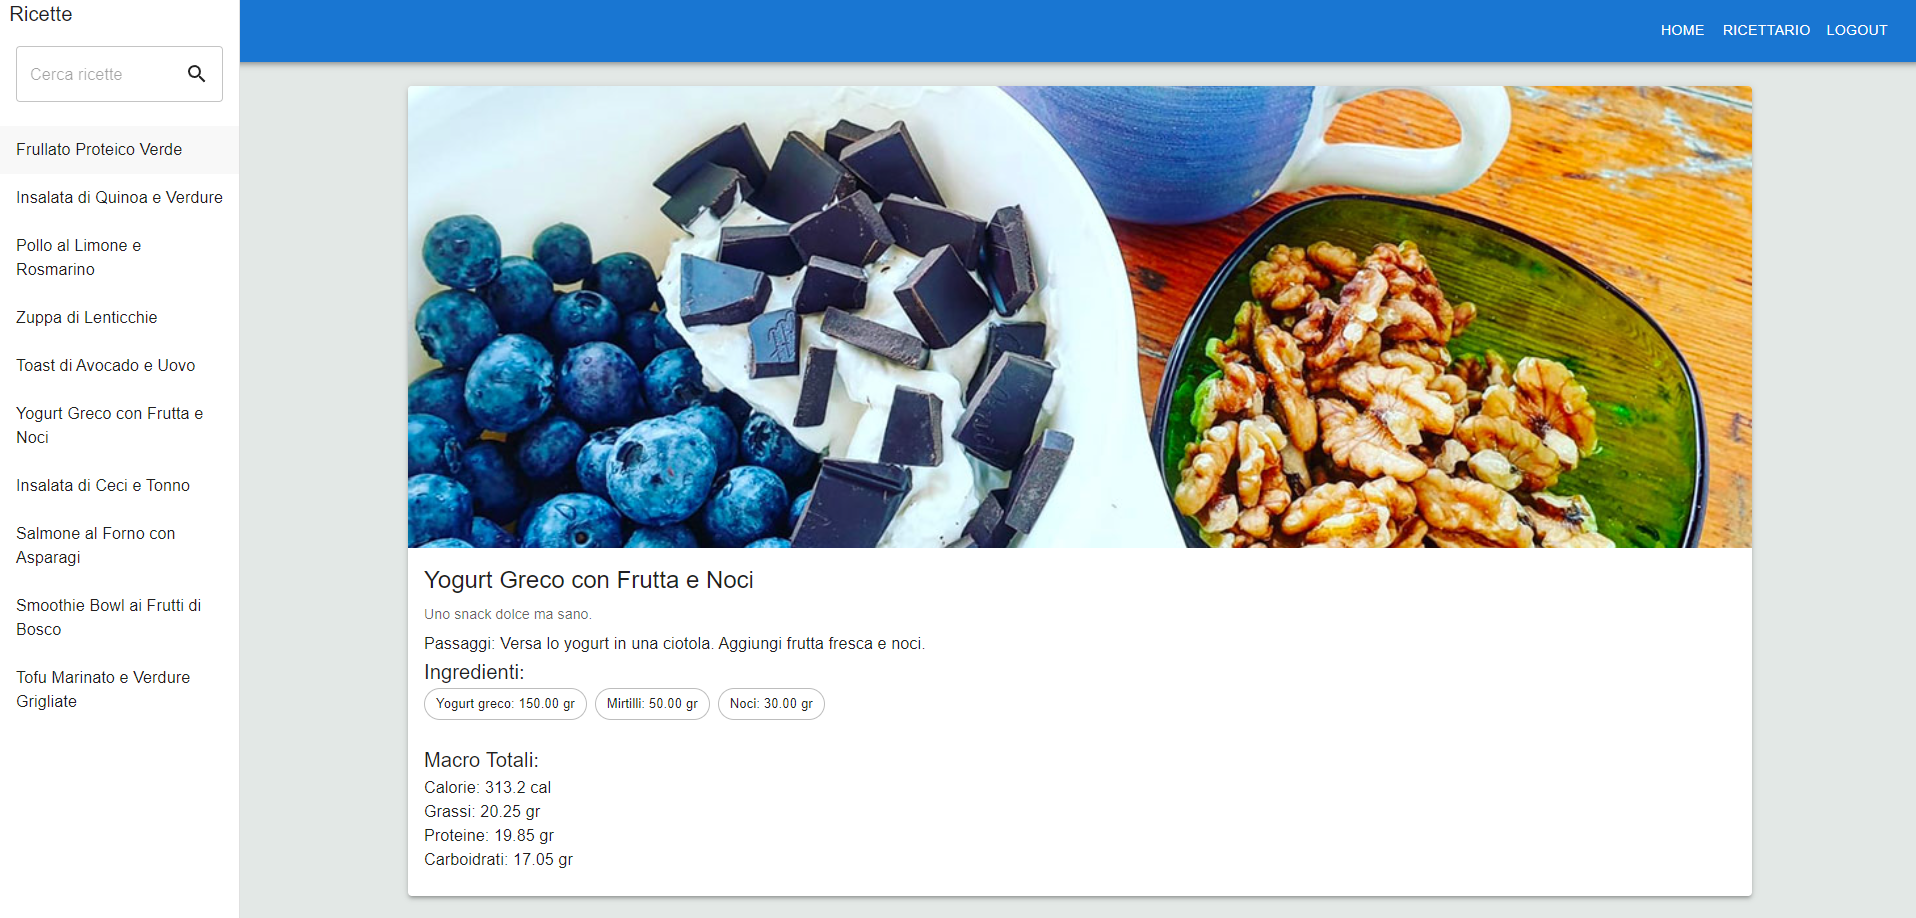 Ricette
Cerca ricette
Frullato Proteico Verde
Insalata di Quinoa e Verdure
Pollo al Limone e
Rosmarino
Zuppa di Lenticchie
Toast di Avocado e Uovo
Yogurt Greco con Frutta e
Noci
Insalata di Ceci e Tonno
Salmone al Forno con
Asparagi
Smoothie Bowl ai Frutti di
Bosco
Tofu Marinato e Verdure
Grigliate
HOME RICETTARIO LOGOUT
Yogurt Greco con Frutta e Noci
Uno snack dolce ma sano.
Passaggi: Versa lo yogurt in una ciotola. Aggiungi frutta fresca e noci.
Ingredienti:
Yogurt greco: 150.00 gr Mirtilli: 50.00 gr Noci: 30.00 gr
Macro Totali:
Calorie: 313.2 cal
Grassi: 20.25 gr
Proteine: 19.85 gr
Carboidrati: 17.05 gr